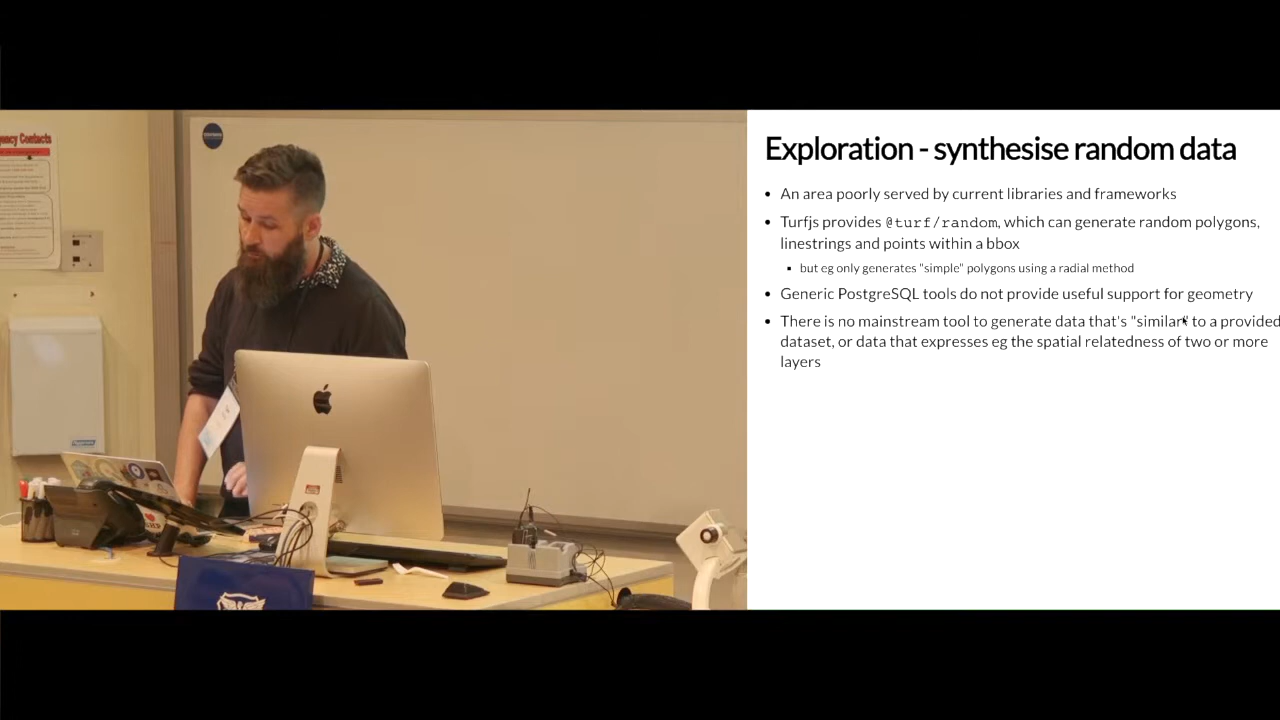 ency Contacts
Exploration - synthesise random data
• An area poorly served by current libraries and frameworks
• Turfjs provides @turf/random, which can generate random polygons,
linestrings and points within a bbox
▪ but eg only generates "simple" polygons using a radial method
• Generic PostgreSQL tools do not provide useful support for geometry
• There is no mainstream tool to generate data that's "similar" to a provided
dataset, or data that expresses eg the spatial relatedness of two or more
layers